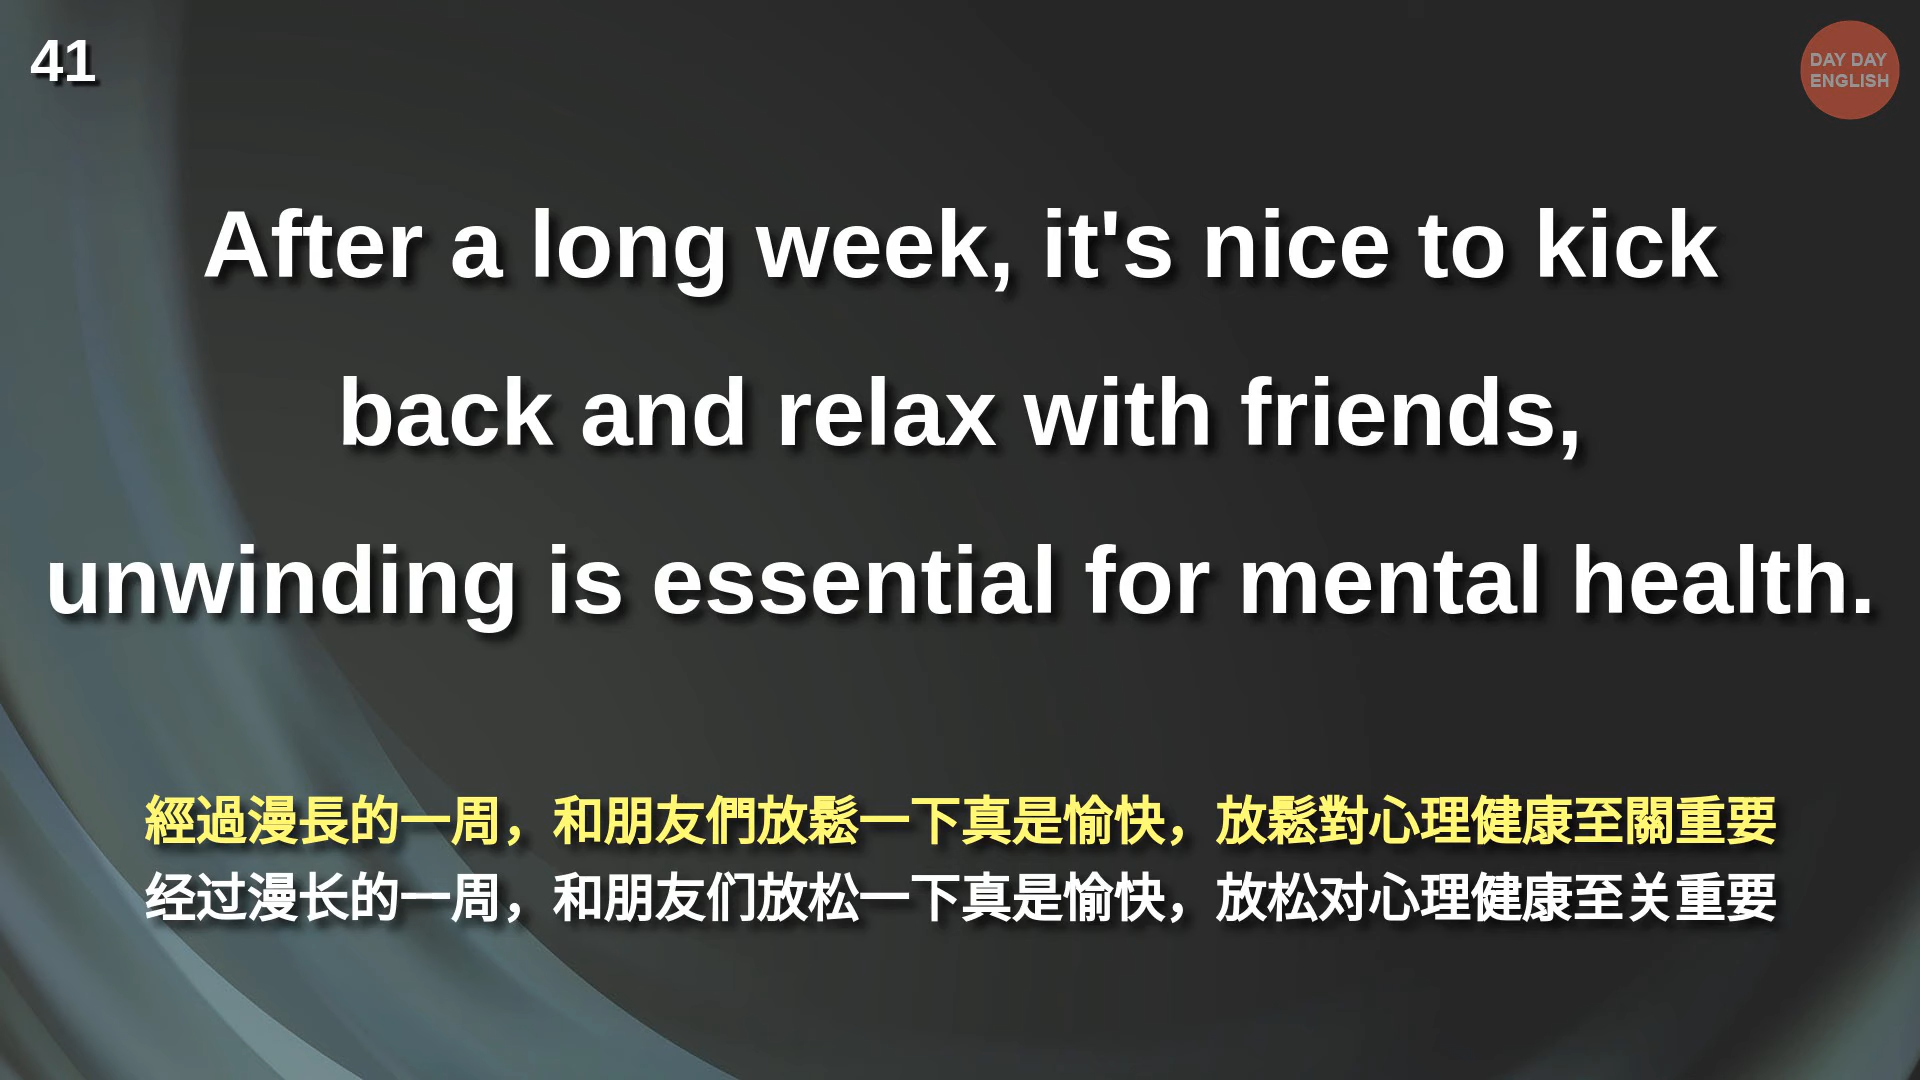 41
DAY DAY
ENGLISH
After a long week, it's nice to kick
back and relax with friends,
unwinding is essential for mental health.
經過漫長的一周，和朋友們放鬆一下真是愉快，放鬆對心理健康至關重要
经过漫长的一周，和朋友们放松一下真是愉快，放松对心理健康至关重要